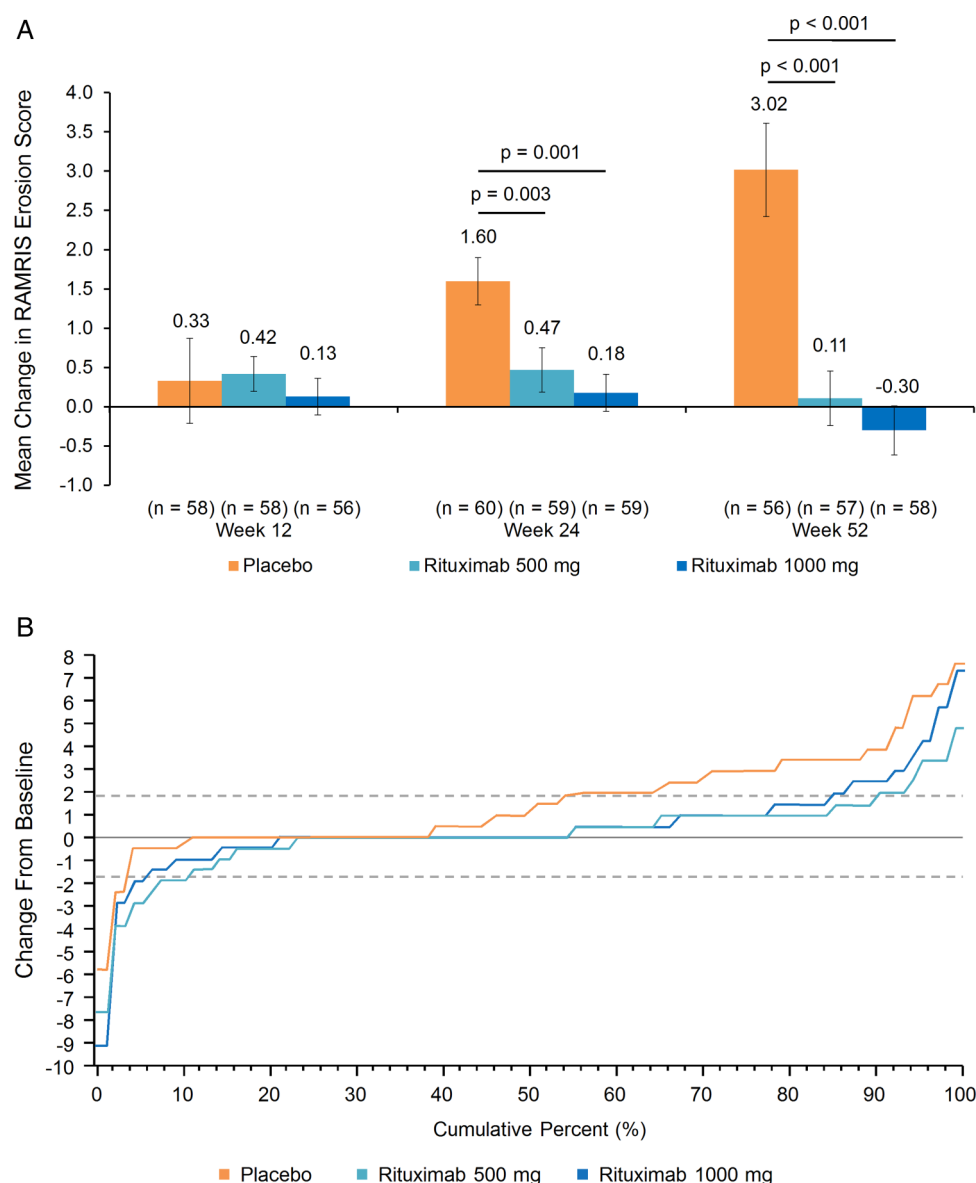 A
p < 0.001
p < 0.001
3.02
p = 0.001
p = 0.003
1.60
0.33
0.42
0.13
0.47
0.18
0.11
-0.30
Mean Change in RAMRIS Erosion Score
4.0
3.5
3.0
2.5
2.0
1.5
1.0
0.5
0.0
-0.5
-1.0
(n = 58) (n = 58) (n = 56) (n = 60) (n = 59) (n = 59) (n = 56) (n = 57) (n = 58)
Week 12 Week 24 Week 52
Placebo Rituximab 500 mg Rituximab 1000 mg
B
Change From Baseline
8
7
6
5
4
3
2
1
0
-1
-2
-3
-4
-5
-6
-7
-8
-9
-10
0 10 20 30 40 50 60 70 80 90 100
Cumulative Percent (%)
Placebo Rituximab 500 mg Rituximab 1000 mg